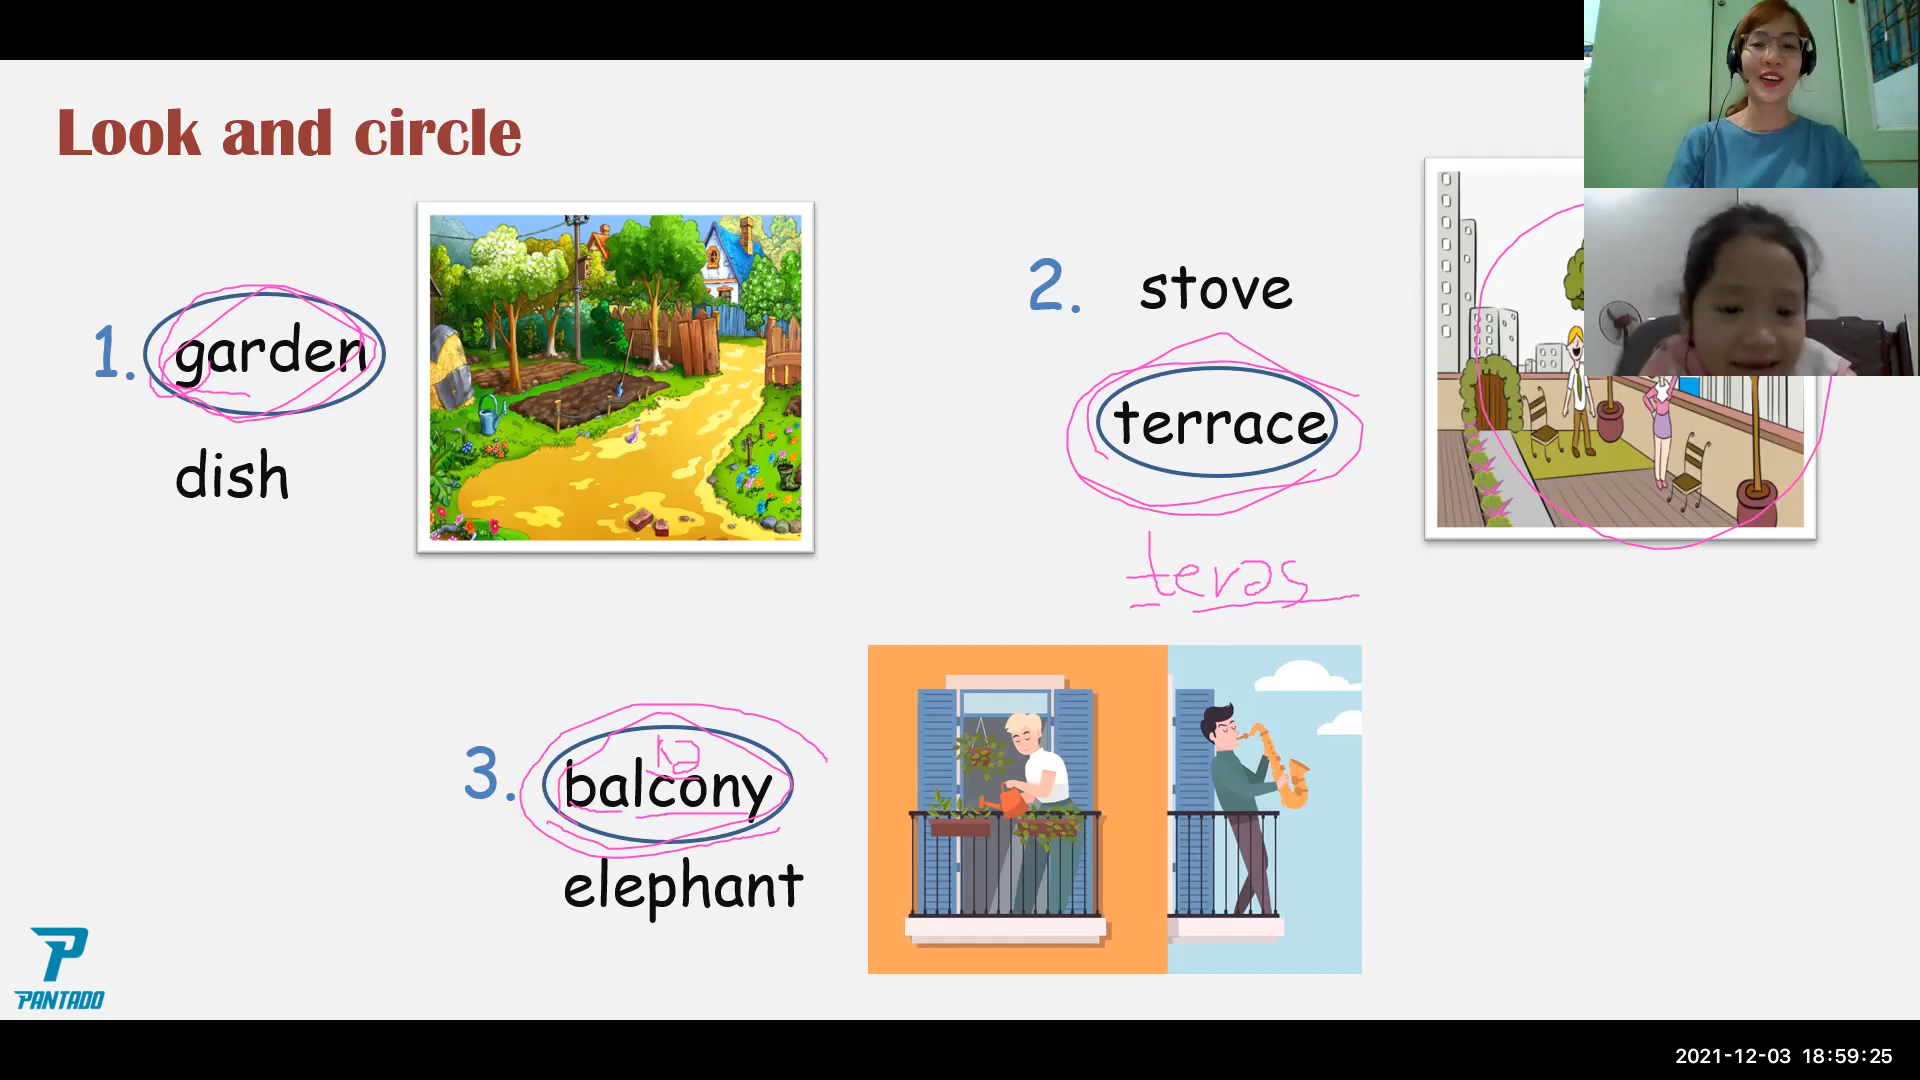 Look and circle
1. garden
dish
2. stove
terrace
teras
3. balcony
kə
elephant
PANTADO
2021-12-03 18:59:25